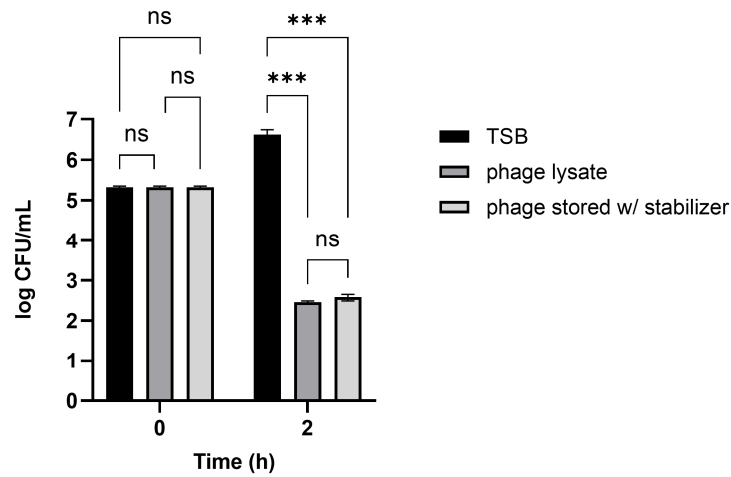 ns
***
ns
***
ns
ns
7
6
5
4
3
2
1
0
log CFU/mL
0
2
Time (h)
TSB
phage lysate
phage stored w/ stabilizer